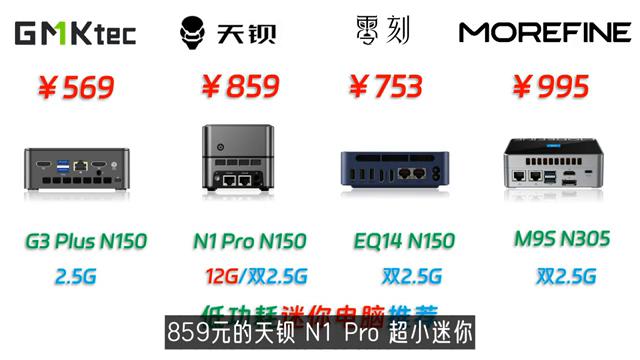 GMKtec 天钡 零刻 MOREFINE
￥569 ￥859 ￥753 ￥995
G3 Plus N150 N1 Pro N150 EQ14 N150 M9S N305
2.5G 12G/双2.5G 双2.5G 双2.5G
低功耗迷你电脑推荐
859元的天钡 N1 Pro 超小迷你